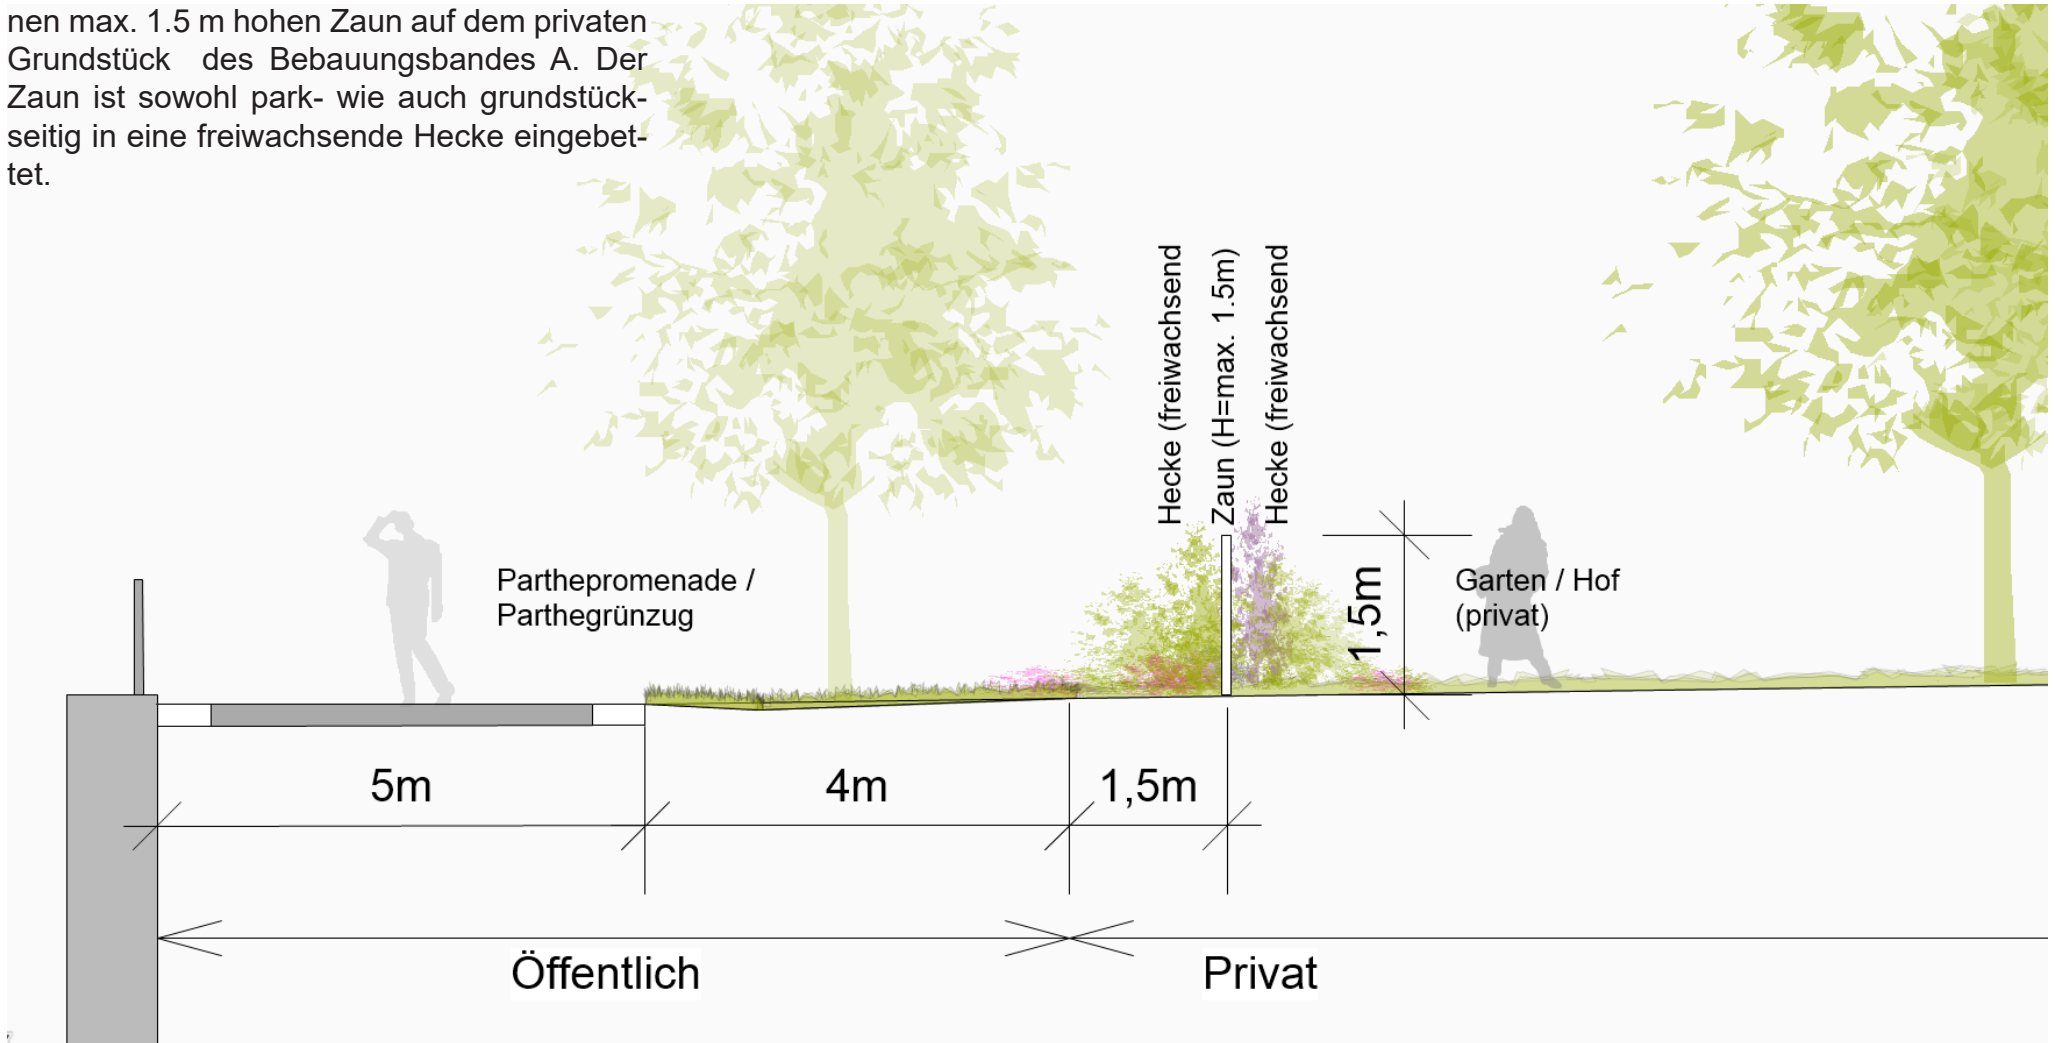 nen max. 1.5 m hohen Zaun auf dem privaten
Grundstück des Bebauungsbandes A. Der
Zaun ist sowohl park- wie auch grundstück-
seitig in eine freiwachsende Hecke eingebet-
tet.
Hecke (freiwachsend
Zaun (H=max. 1.5m)
Hecke (freiwachsend
Parthepromenade /
Parthegrünzug
1,5m
Garten / Hof
(privat)
5m
4m
1,5m
Öffentlich
Privat